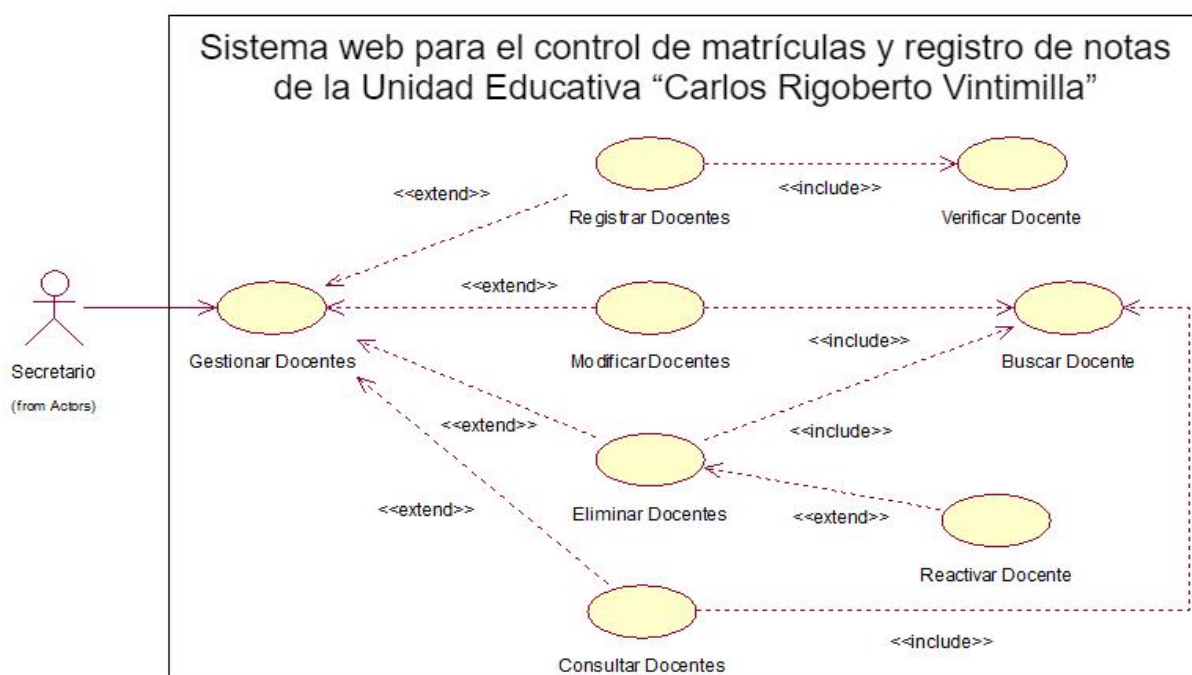 Sistema web para el control de matrículas y registro de notas
de la Unidad Educativa “Carlos Rigoberto Vintimilla”
<<extend>>
<<include>>
Registrar Docentes
Verificar Docente
<<extend>>
Secretario
(from Actors)
Gestionar Docentes
Modificar Docentes
<<include>>
Buscar Docente
<<extend>>
<<include>>
<<extend>>
Eliminar Docentes
<<extend>>
Reactivar Docente
<<include>>
Consultar Docentes